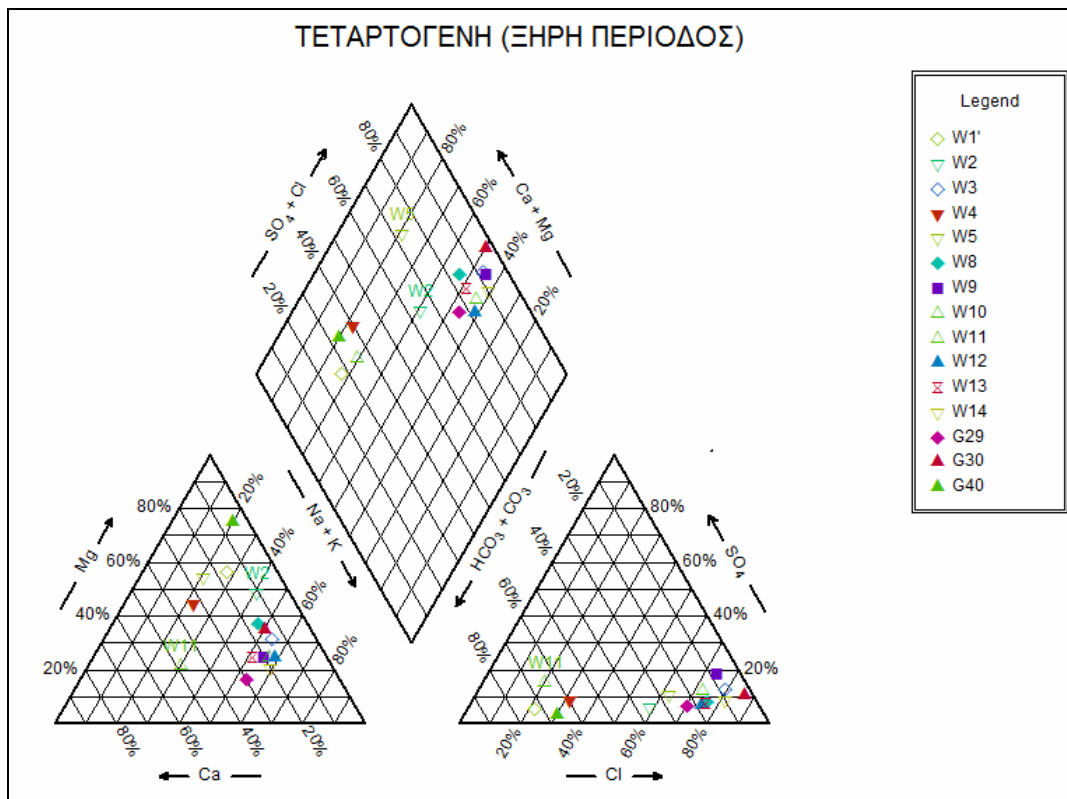 ΤΕΤΑΡΤΟΓΕΝΗ (ΞΗΡΗ ΠΕΡΙΟΔΟΣ)
Legend
W1'
W2
W3
W4
W5
W8
W9
W10
W11
W12
W13
W14
G29
G30
G40
80% 80%
60% 60%
40% 40%
20% 20%
SO4 + Cl
Ca + Mg
W5
W2
Na + K
HCO3 + CO3
80% 20%
60% 40%
40% 60%
20% 80%
Mg
W2
W11
80% 60% 40% 20%
Ca
20% 80%
40% 60%
60% 40%
80% 20%
SO4
W11
20% 40% 60% 80%
Cl